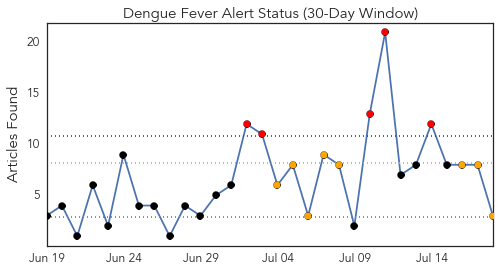 Dengue Fever Alert Status (30-Day Window)
Articles Found
20
15
10
5
Jun 19 Jun 24 Jun 29 Jul 04 Jul 09 Jul 14